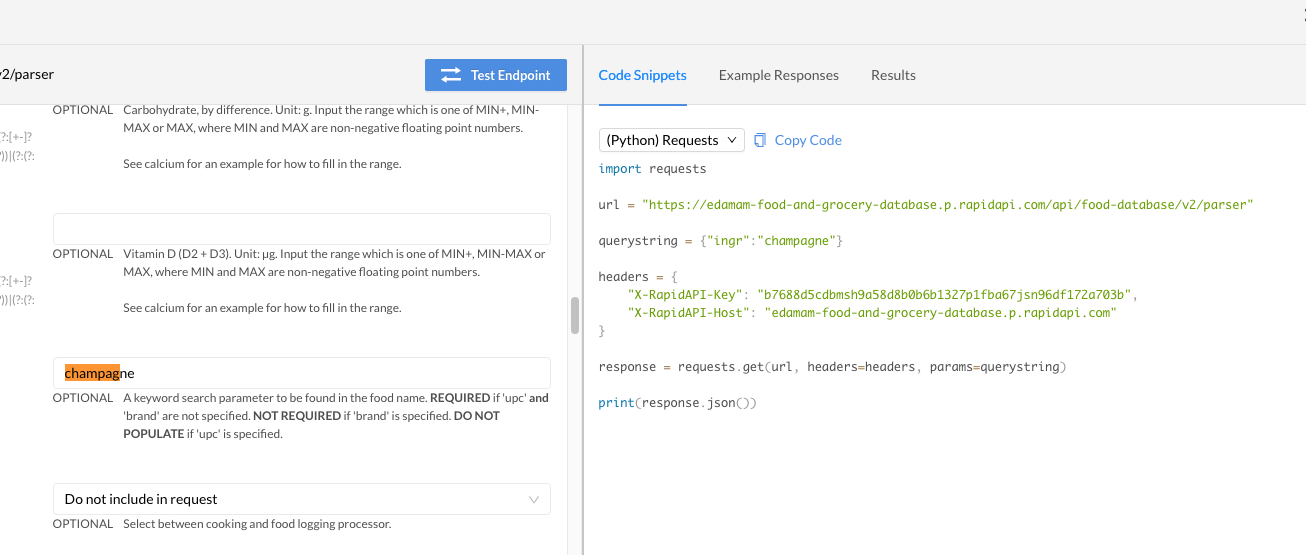 v2/parser
Test Endpoint
OPTIONAL Carbohydrate, by difference. Unit: g. Input the range which is one of MIN+, MIN-
MAX or MAX, where MIN and MAX are non-negative floating point numbers.
(?:[+-]?
?))|(?:(?:
See calcium for an example for how to fill in the range.
OPTIONAL Vitamin D (D2 + D3). Unit: µg. Input the range which is one of MIN+, MIN-MAX or
MAX, where MIN and MAX are non-negative floating point numbers.
(?:[+-]?
?))|(?:(?:
See calcium for an example for how to fill in the range.
champagne
OPTIONAL A keyword search parameter to be found in the food name. REQUIRED if 'upc' and
'brand' are not specified. NOT REQUIRED if 'brand' is specified. DO NOT
POPULATE if 'upc' is specified.
Do not include in request
OPTIONAL Select between cooking and food logging processor.
Code Snippets Example Responses Results
(Python) Requests Copy Code
import requests
url = "https://edamam-food-and-grocery-database.p.rapidapi.com/api/food-database/v2/parser"
querystring = {"ingr":"champagne"}
headers = {
"X-RapidAPI-Key": "b7688d5cdbmsh9a58d8b0b6b1327p1fba67jsn96df172a703b",
"X-RapidAPI-Host": "edamam-food-and-grocery-database.p.rapidapi.com"
}
response = requests.get(url, headers=headers, params=querystring)
print(response.json())